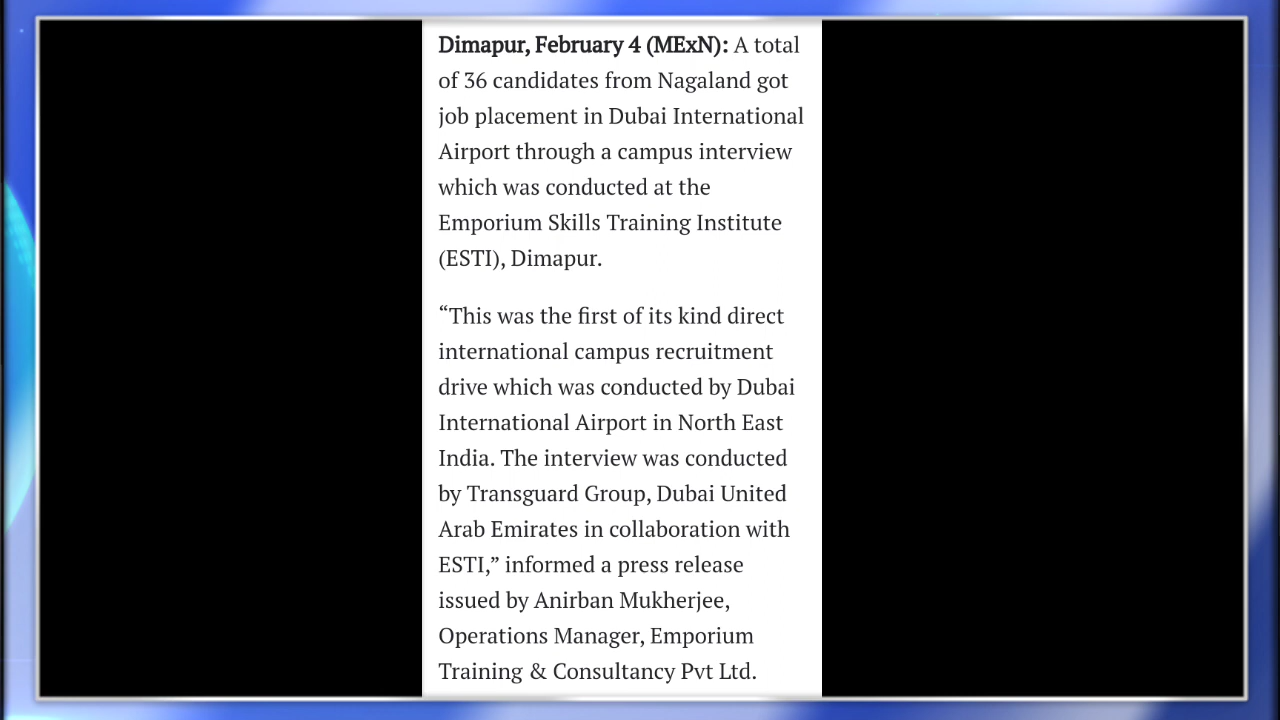 Dimapur, February 4 (MExN): A total
of 36 candidates from Nagaland got
job placement in Dubai International
Airport through a campus interview
which was conducted at the
Emporium Skills Training Institute
(ESTI), Dimapur.
“This was the first of its kind direct
international campus recruitment
drive which was conducted by Dubai
International Airport in North East
India. The interview was conducted
by Transguard Group, Dubai United
Arab Emirates in collaboration with
ESTI,” informed a press release
issued by Anirban Mukherjee,
Operations Manager, Emporium
Training & Consultancy Pvt Ltd.